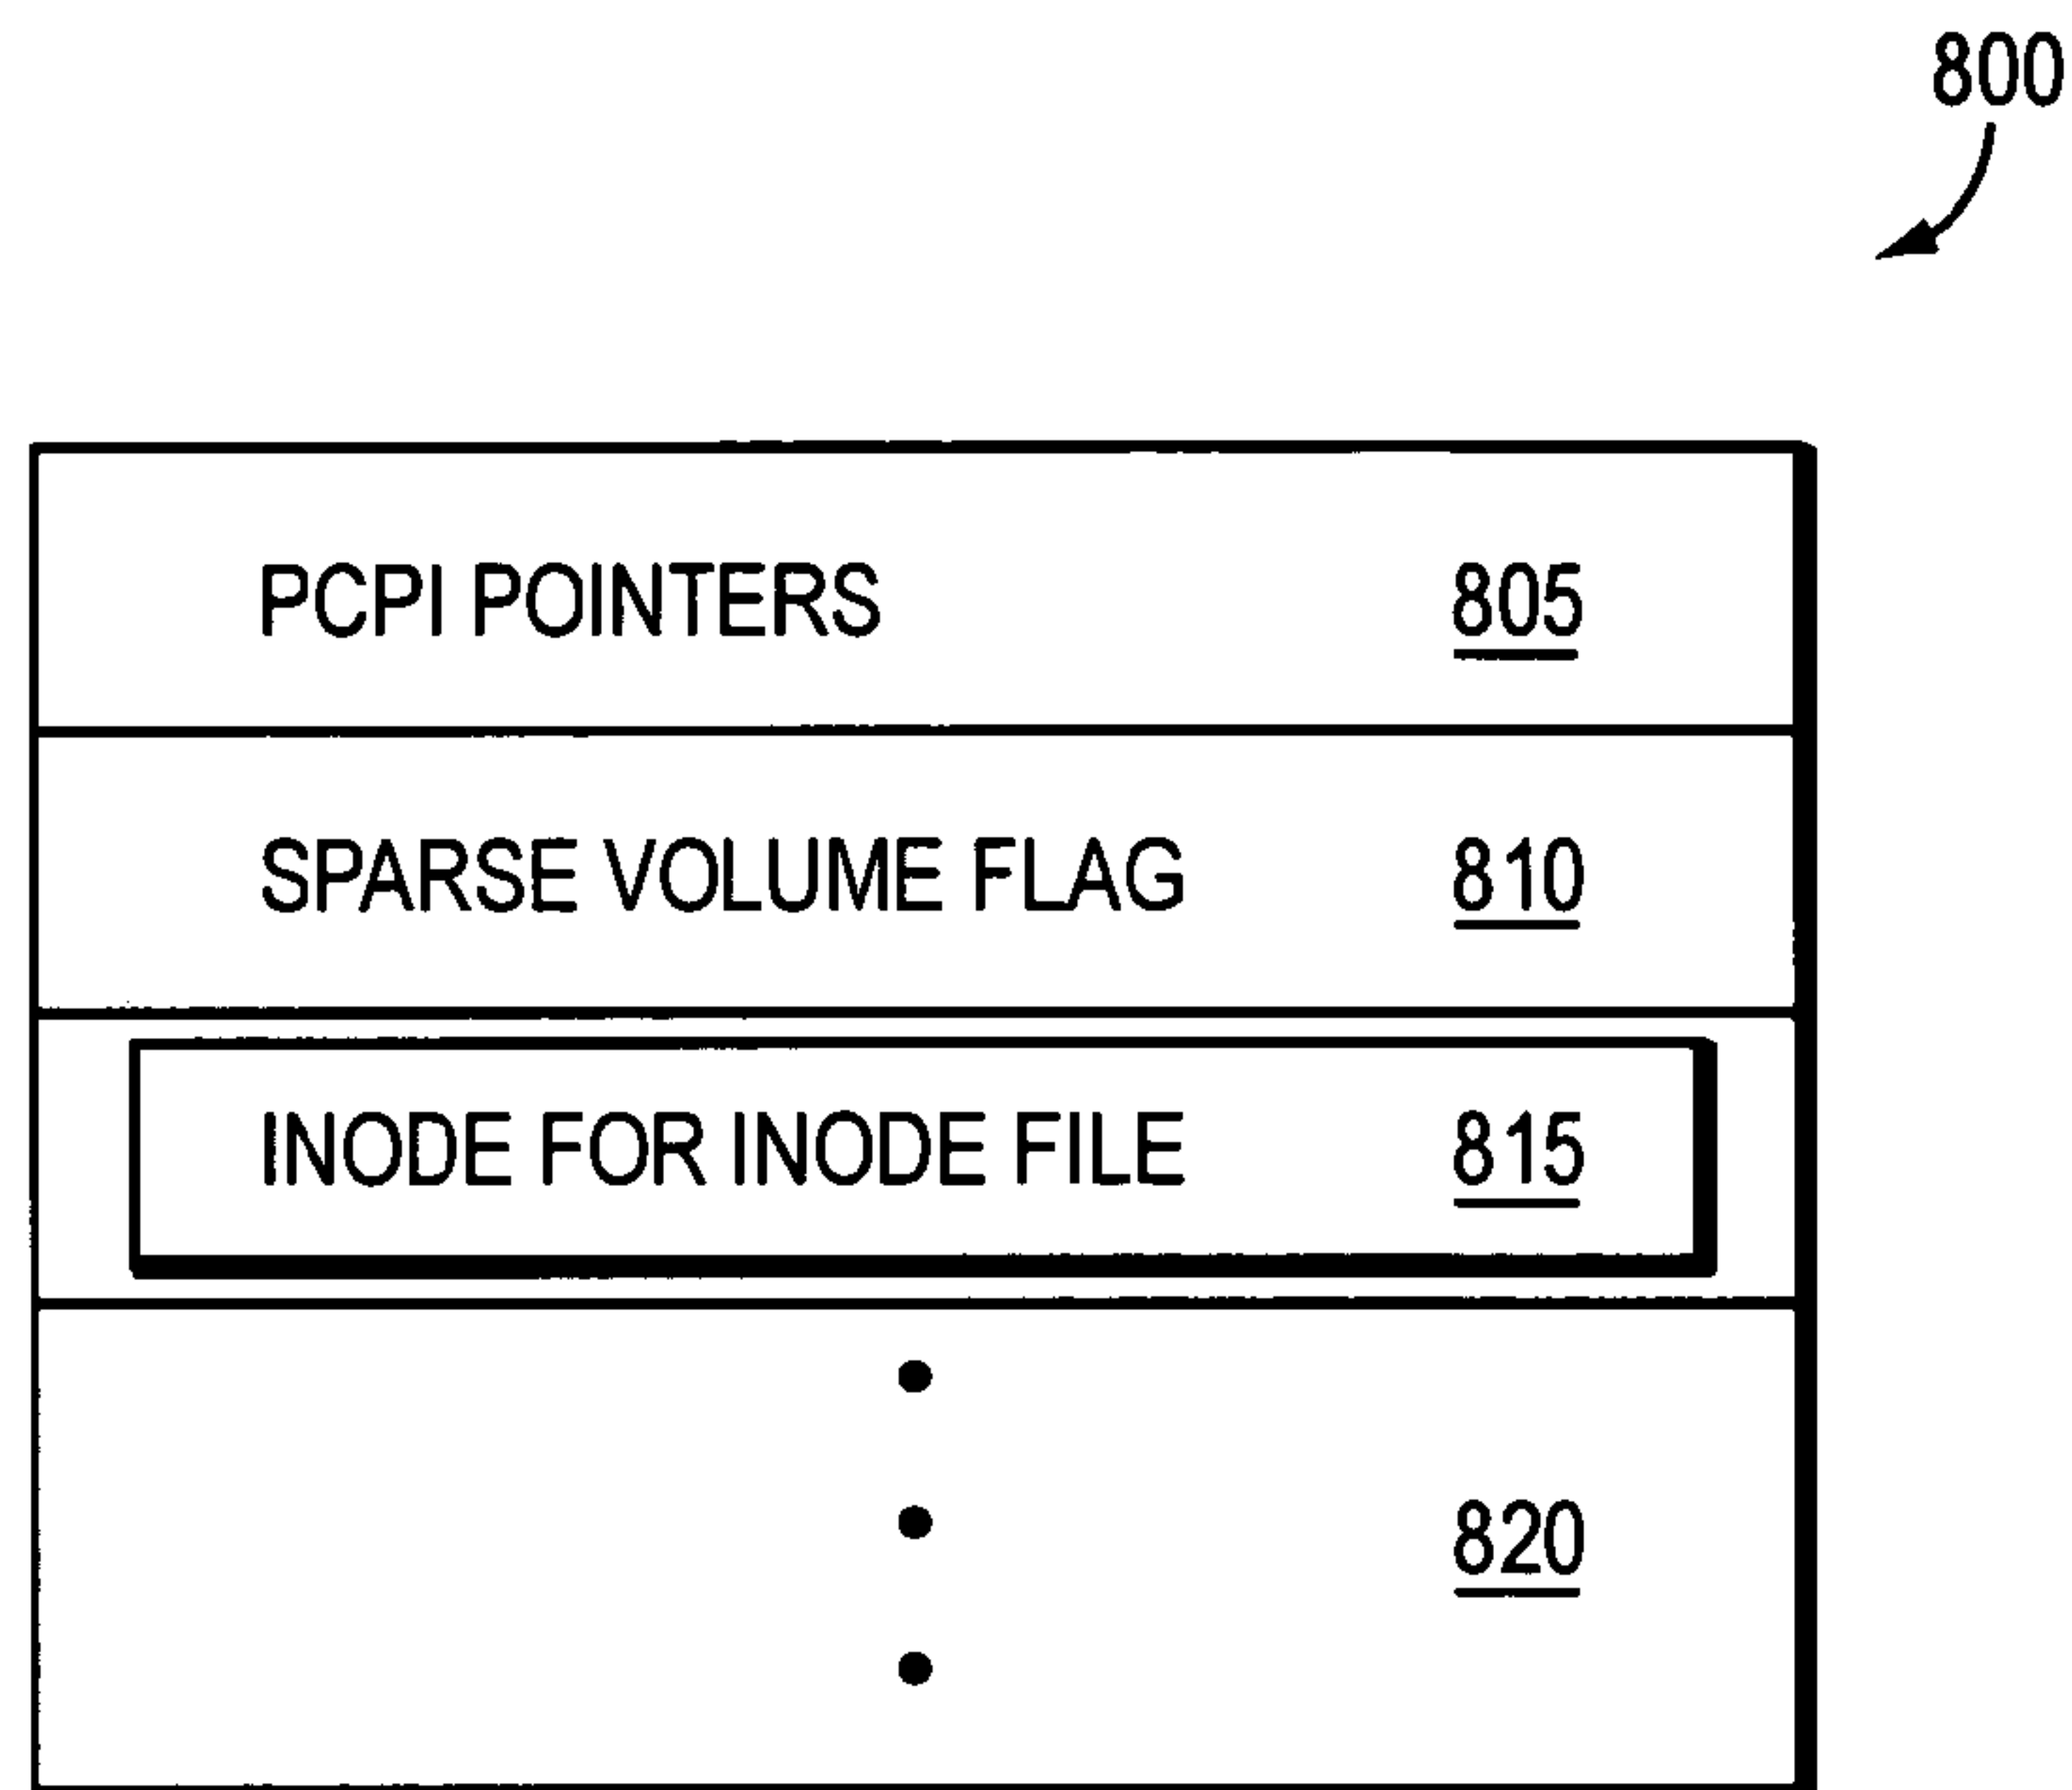 800
PCPI POINTERS 805
SPARSE VOLUME FLAG 810
INODE FOR INODE FILE 815
820